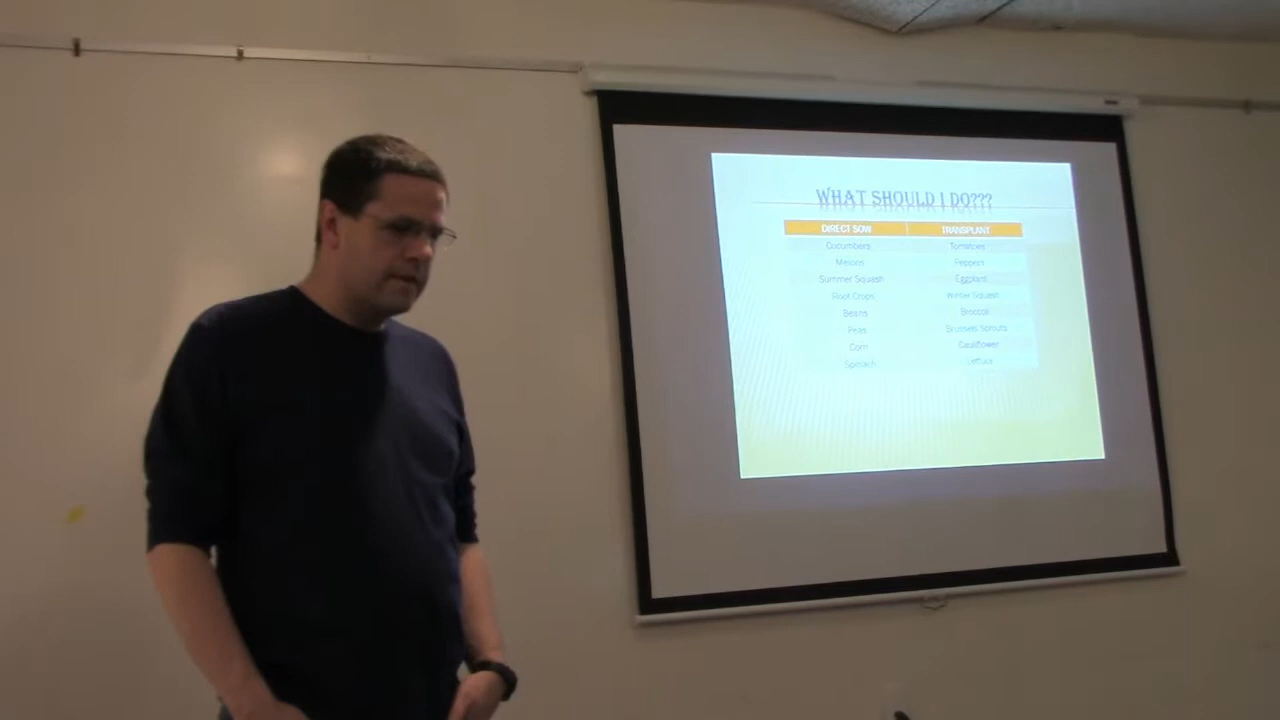 WHAT SHOULD I DO???
DIRECT SOW TRANSPLANT
Cucumbers Tomatoes
Melons Peppers
Summer Squash Eggplant
Root Crops Winter Squash
Beans Broccoli
Peas Brussels Sprouts
Corn Cauliflower
Spinach Lettuce